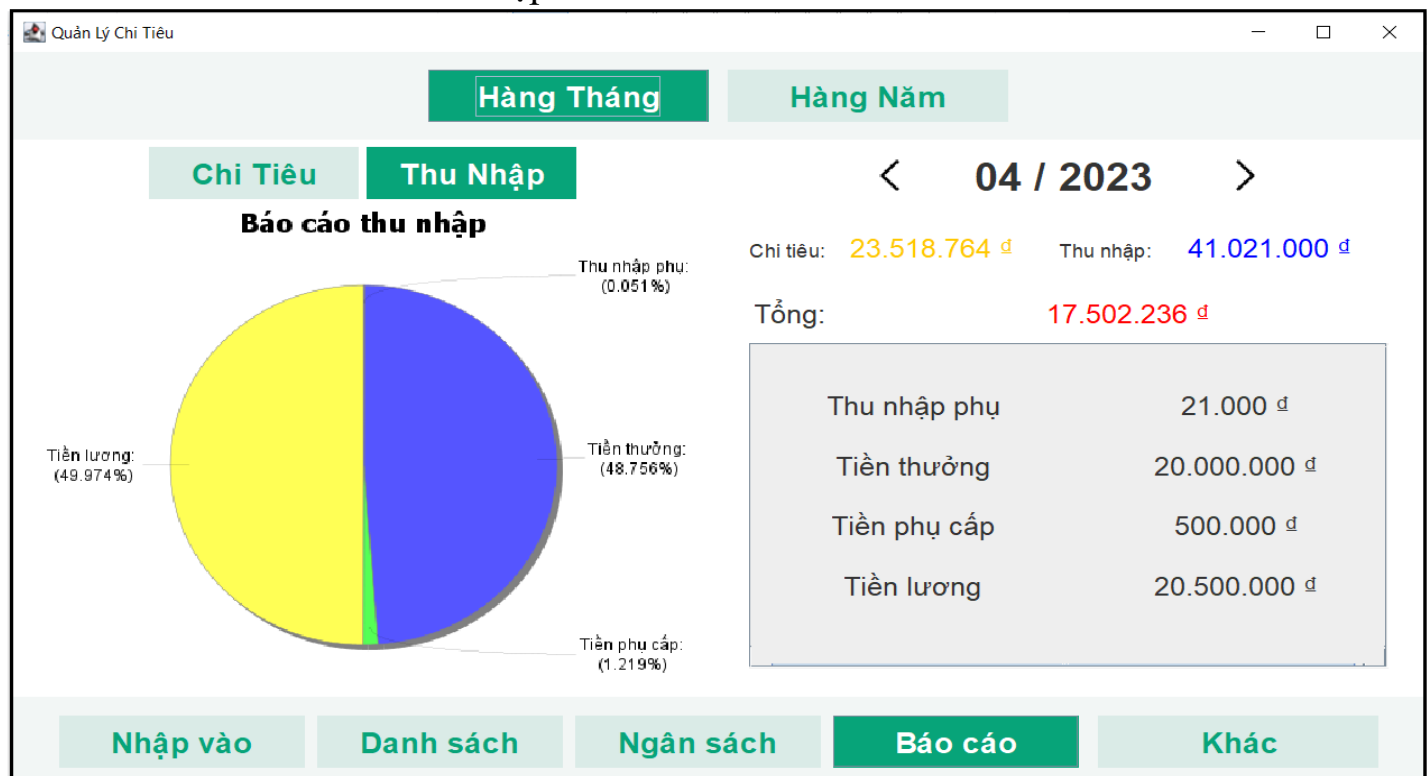 Quản Lý Chi Tiêu
Hàng Tháng Hàng Năm
Chi Tiêu Thu Nhập
04 / 2023
Báo cáo thu nhập
Thu nhập phụ:
(0.051%)
Tiền lương:
(49.974%)
Tiền thưởng:
(48.756%)
Tiền phụ cấp:
(1.219%)
Chi tiêu: 23.518.764 đ Thu nhập: 41.021.000 đ
Tổng: 17.502.236 đ
Thu nhập phụ 21.000 đ
Tiền thưởng 20.000.000 đ
Tiền phụ cấp 500.000 đ
Tiền lương 20.500.000 đ
Nhập vào Danh sách Ngân sách Báo cáo Khác